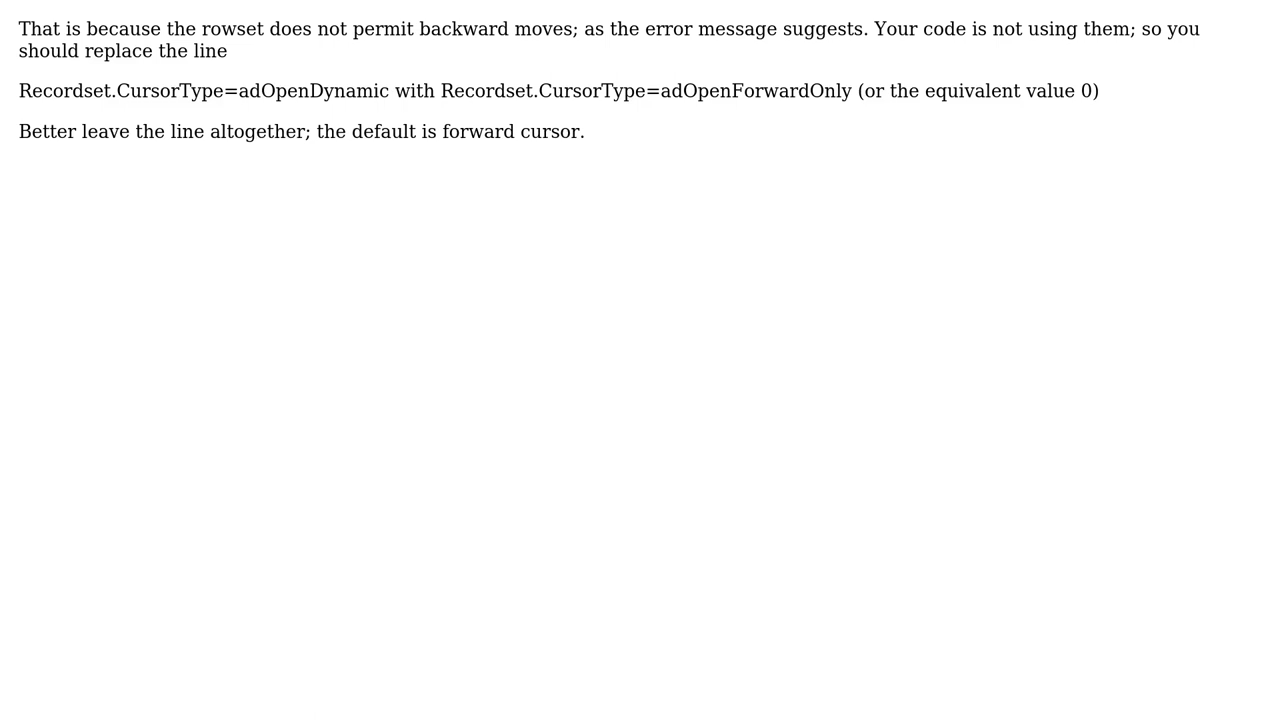 That is because the rowset does not permit backward moves; as the error message suggests. Your code is not using them; so you
should replace the line
Recordset.CursorType=adOpenDynamic with Recordset.CursorType=adOpenForwardOnly (or the equivalent value 0)
Better leave the line altogether; the default is forward cursor.